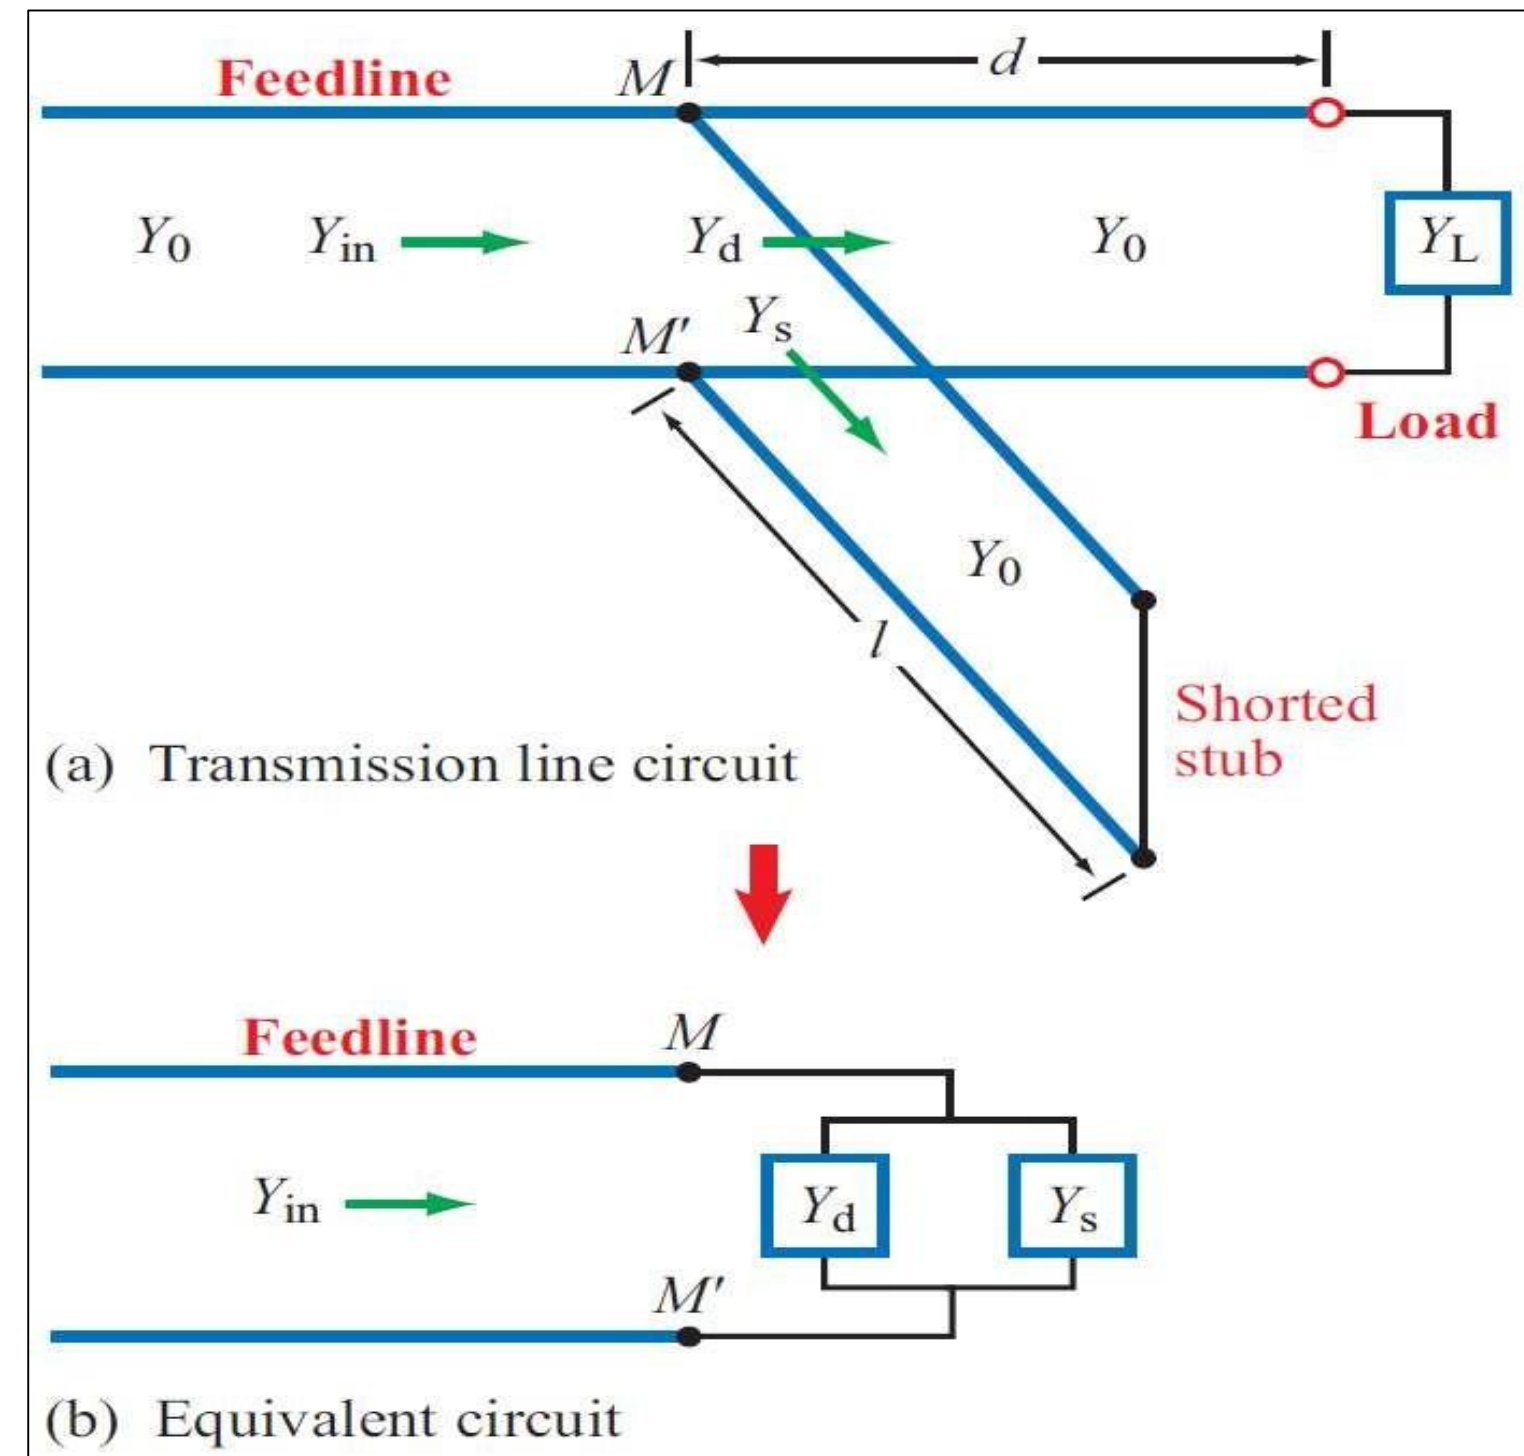 d
Feedline M
Y0 Yin Yd Y0 YL
M′ Ys
Load
Y0
l
Shorted
stub
(a) Transmission line circuit
Feedline M
Yin Yd Ys
M′
(b) Equivalent circuit